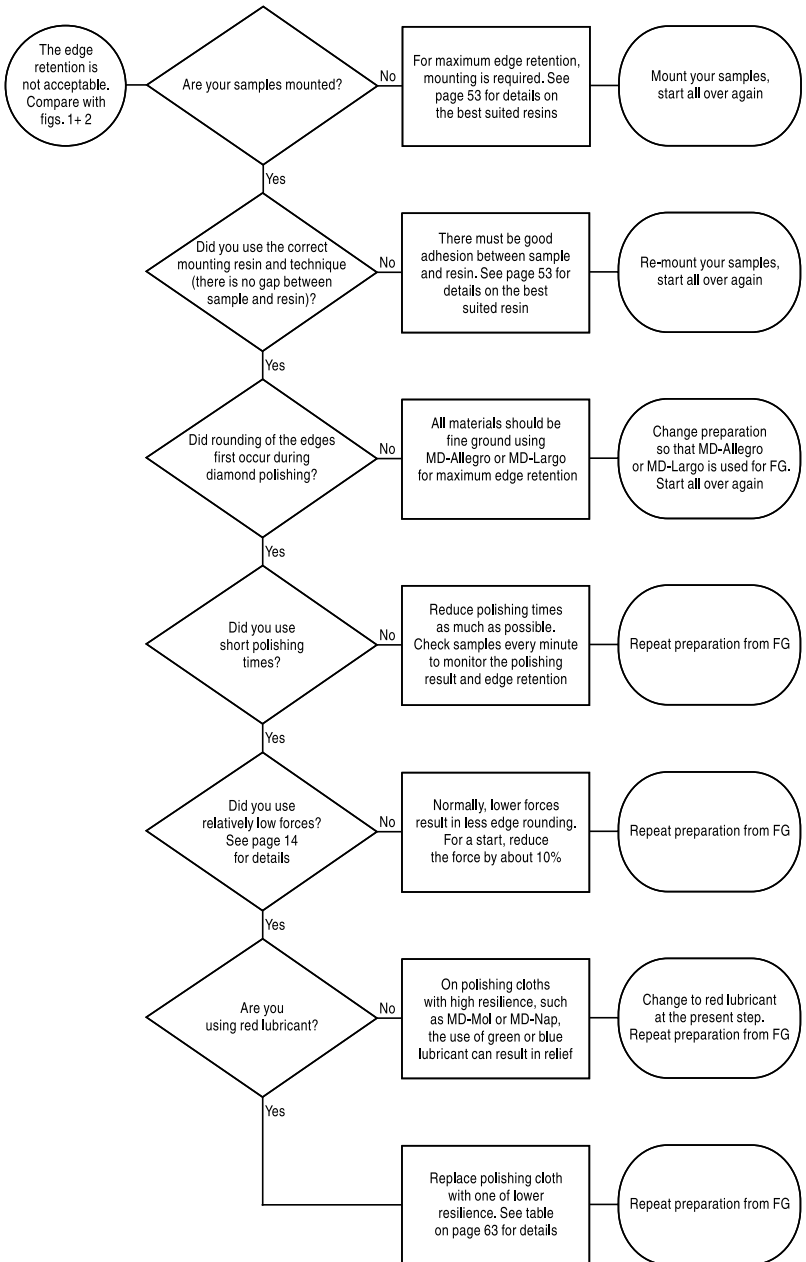 The edge
retention is
not acceptable.
Compare with
figs. 1+ 2
Are your samples mounted?
No
For maximum edge retention,
mounting is required. See
page 53 for details on
the best suited resins
Mount your samples,
start all over again
Yes
Did you use the correct
mounting resin and technique
(there is no gap between
sample and resin)?
No
There must be good
adhesion between sample
and resin. See page 53 for
details on the best
suited resin
Re-mount your samples,
start all over again
Yes
Did rounding of the edges
first occur during
diamond polishing?
No
All materials should be
fine ground using
MD-Allegro or MD-Largo
for maximum edge retention
Change preparation
so that MD-Allegro
or MD-Largo is used for FG.
Start all over again
Yes
Did you use
short polishing
times?
No
Reduce polishing times
as much as possible.
Check samples every minute
to monitor the polishing
result and edge retention
Repeat preparation from FG
Yes
Did you use
relatively low forces?
See page 14
for details
No
Normally, lower forces
result in less edge rounding.
For a start, reduce
the force by about 10%
Repeat preparation from FG
Yes
Are you
using red lubricant?
No
On polishing cloths
with high resilience, such
as MD-Mol or MD-Nap,
the use of green or blue
lubricant can result in relief
Change to red lubricant
at the present step.
Repeat preparation from FG
Yes
Replace polishing cloth
with one of lower
resilience. See table
on page 63 for details
Repeat preparation from FG